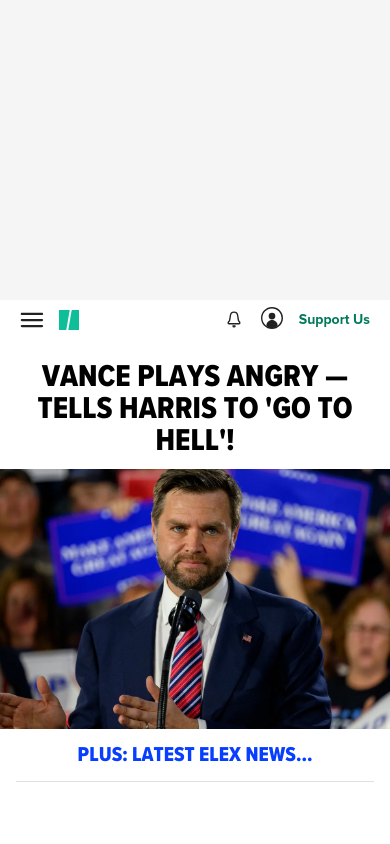 Support Us
VANCE PLAYS ANGRY —
TELLS HARRIS TO 'GO TO
HELL'!
MAKE AMERICA
GREAT AGAIN
MAKE AMERICA
GREAT AGAIN
PLUS: LATEST ELEX NEWS...